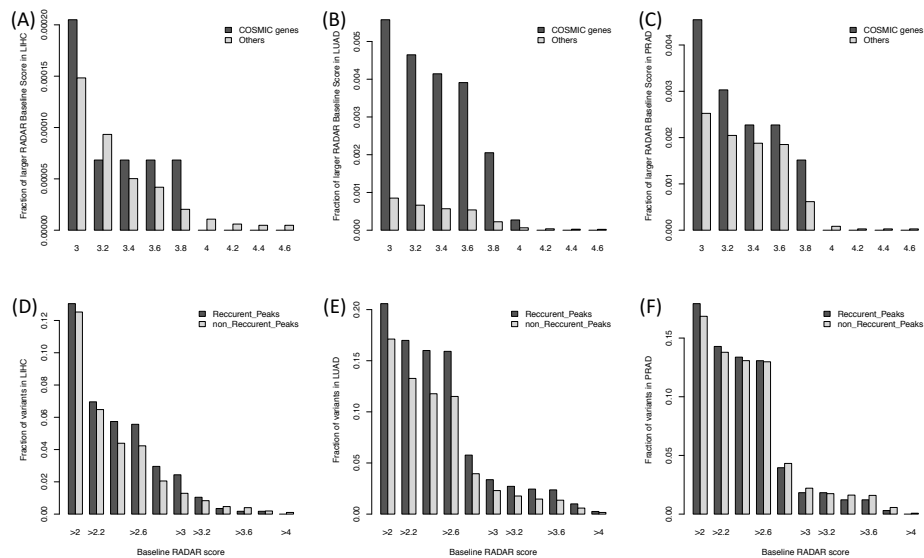 (A)
Fraction of larger RADAR Baseline Score in LIHC
0.00020
0.00015
0.00010
0.00005
0.00000
COSMIC genes
Others
3 3.2 3.4 3.6 3.8 4 4.2 4.4 4.6
(B)
Fraction of larger RADAR Baseline Score in LUAD
0.005
0.004
0.003
0.002
0.001
0.000
COSMIC genes
Others
3 3.2 3.4 3.6 3.8 4 4.2 4.4 4.6
(C)
Fraction of larger RADAR Baseline Score in PRAD
0.004
0.003
0.002
0.001
0.000
COSMIC genes
Others
3 3.2 3.4 3.6 3.8 4 4.2 4.4 4.6
(D)
Fraction of variants in LIHC
0.12
0.10
0.08
0.06
0.04
0.02
0.00
Reccurent_Peaks
non_Reccurent_Peaks
>2 >2.2 >2.6 >3 >3.2 >3.6 >4
Baseline RADAR score
(E)
Fraction of variants in LUAD
0.20
0.15
0.10
0.05
0.00
Reccurent_Peaks
non_Reccurent_Peaks
>2 >2.2 >2.6 >3 >3.2 >3.6 >4
Baseline RADAR score
(F)
Fraction of variants in PRAD
0.15
0.10
0.05
0.00
Reccurent_Peaks
non_Reccurent_Peaks
>2 >2.2 >2.6 >3 >3.2 >3.6 >4
Baseline RADAR score